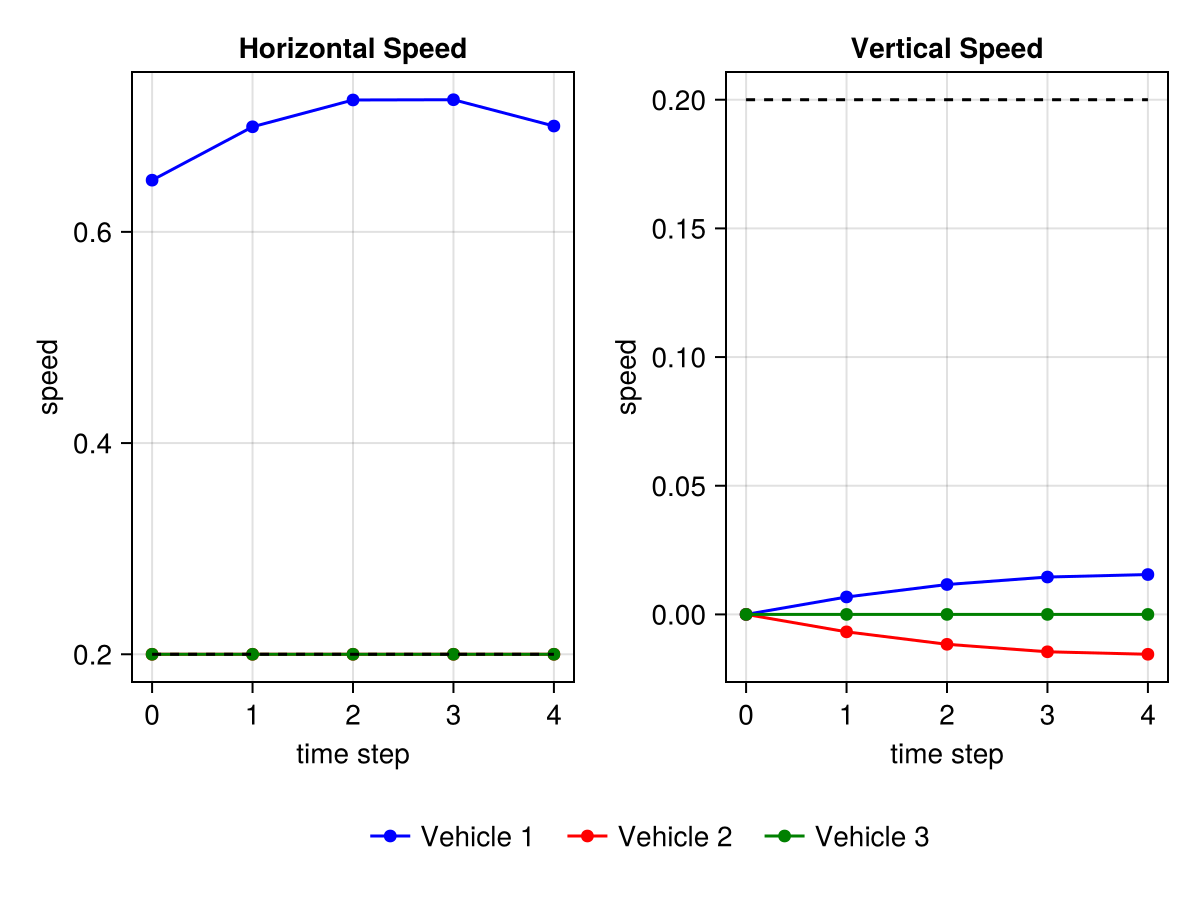 Horizontal Speed
speed
0.6
0.4
0.2
0 1 2 3 4
time step
Vertical Speed
speed
0.20
0.15
0.10
0.05
0.00
0 1 2 3 4
time step
Vehicle 1 Vehicle 2 Vehicle 3